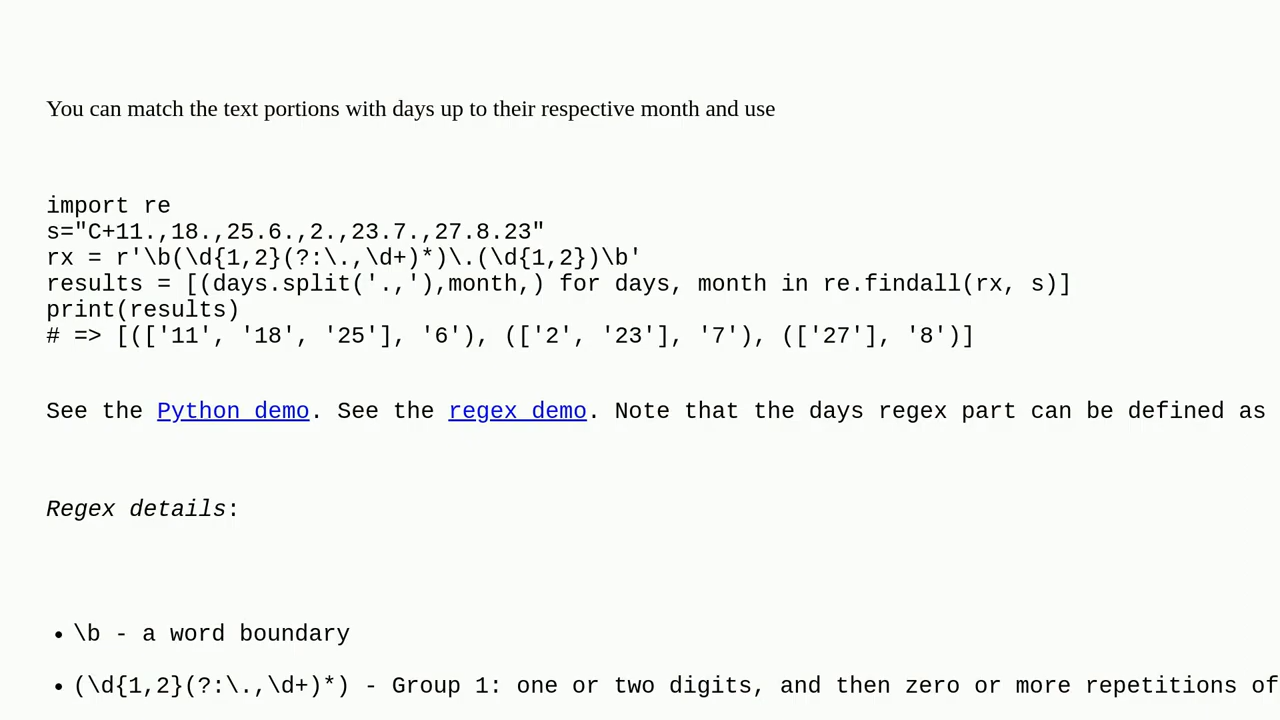 You can match the text portions with days up to their respective month and use
import re
s="C+11.,18.,25.6.,2.,23.7.,27.8.23"
rx = r'\b(\d{1,2}(?:\.,\d+)*)\.(\d{1,2})\b'
results = [(days.split('.,'),month,) for days, month in re.findall(rx, s)]
print(results)
# => [(['11', '18', '25'], '6'), (['2', '23'], '7'), (['27'], '8')]
See the Python demo. See the regex demo. Note that the days regex part can be defined as
Regex details:
• \b - a word boundary
• (\d{1,2}(?:\.,\d+)*) - Group 1: one or two digits, and then zero or more repetitions of